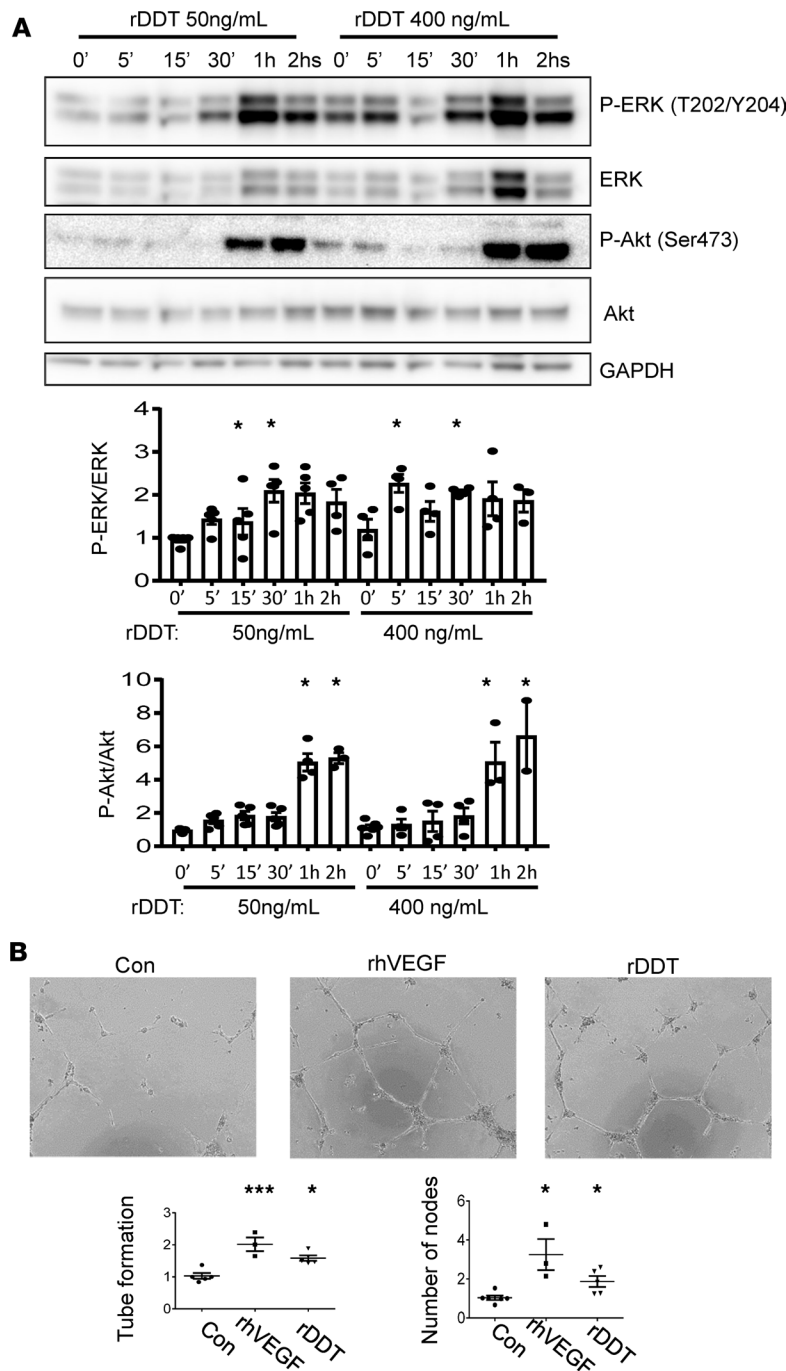 A
rDDT 50ng/mL rDDT 400 ng/mL
0' 5' 15' 30' 1h 2hs 0' 5' 15' 30' 1h 2hs
P-ERK (T202/Y204)
ERK
P-Akt (Ser473)
Akt
GAPDH
4
3
2
1
0
P-ERK/ERK
* * * *
0' 5' 15' 30' 1h 2h 0' 5' 15' 30' 1h 2h
rDDT: 50ng/mL 400 ng/mL
10
8
6
4
2
0
P-Akt/Akt
* * * *
0' 5' 15' 30' 1h 2h 0' 5' 15' 30' 1h 2h
rDDT: 50ng/mL 400 ng/mL
B
Con rhVEGF rDDT
*** *
3
2
1
0
Tube formation
Con rhVEGF rDDT
* *
6
4
2
0
Number of nodes
Con rhVEGF rDDT